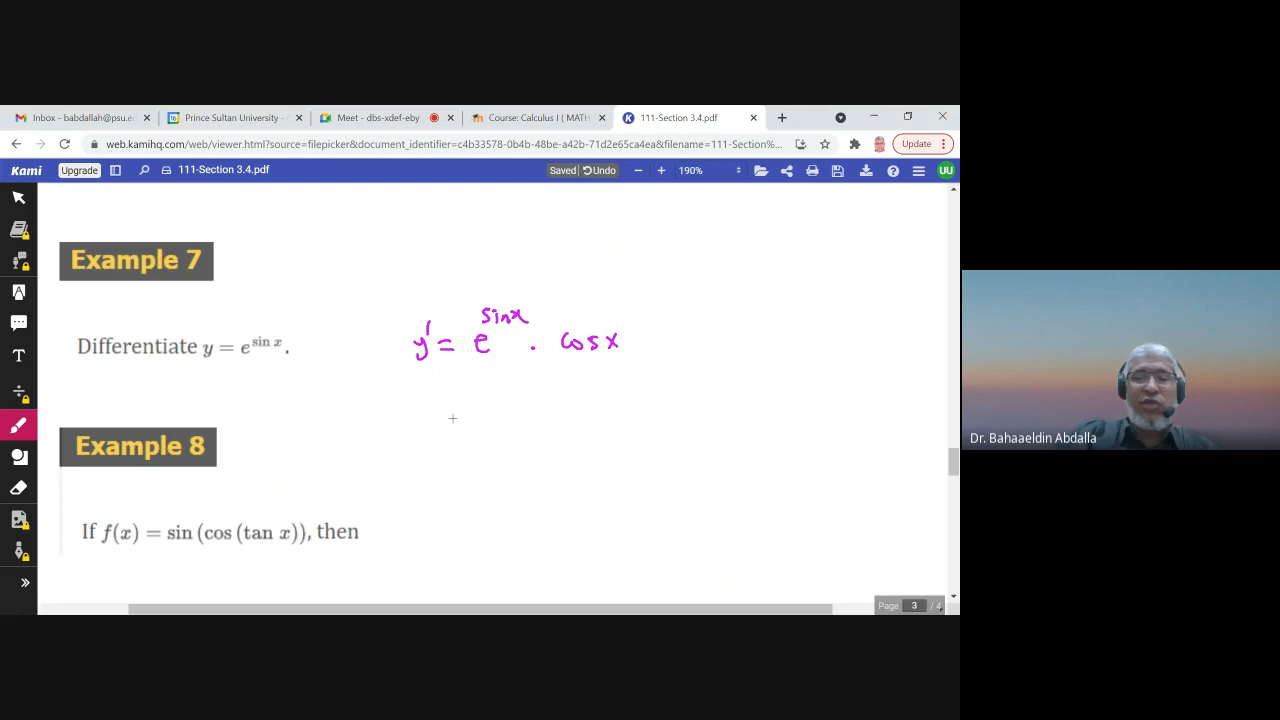 Inbox - babdallah@psu.e
Prince Sultan University -
Meet - dbs-xdef-eby
Course: Calculus I ( MATH
111-Section 3.4.pdf
web.kamihq.com/web/viewer.html?source=filepicker&document_identifier=c4b33578-0b4b-48be-a42b-71d2e65ca4ea&filename=111-Section%...
Update
Kami
Upgrade
111-Section 3.4.pdf
Saved
Undo
190%
UU
Example 7
Differentiate y = e^{sin x}.
y' = e^{sinx} . cosx
Example 8
If f(x) = sin (cos (tan x)), then
Page 3 / 4
Dr. Bahaaeldin Abdalla